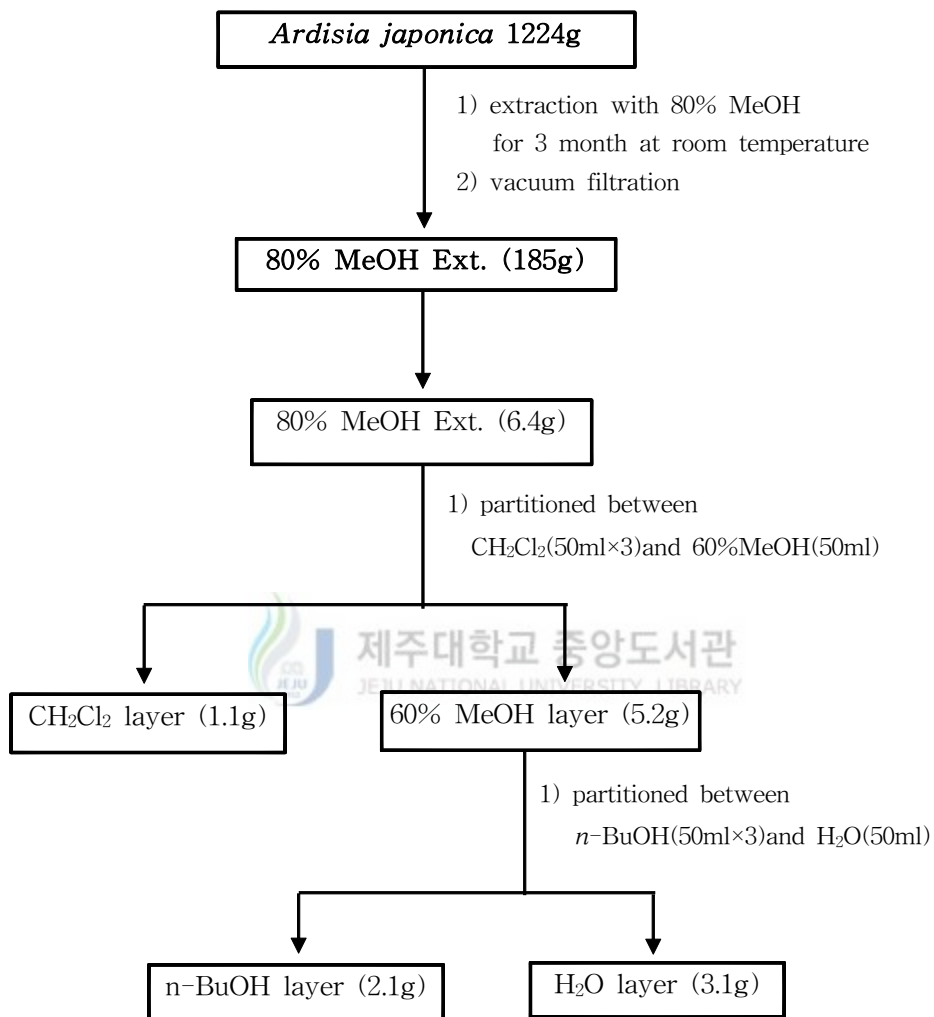 Ardisia japonica 1224g
1) extraction with 80% MeOH
for 3 month at room temperature
2) vacuum filtration
80% MeOH Ext. (185g)
80% MeOH Ext. (6.4g)
1) partitioned between
CH₂Cl₂(50ml×3)and 60%MeOH(50ml)
제주대학교 중앙도서관
JEJU NATIONAL UNIVERSITY LIBRARY
JEJU
CH₂Cl₂ layer (1.1g)
60% MeOH layer (5.2g)
1) partitioned between
n-BuOH(50ml×3)and H₂O(50ml)
n-BuOH layer (2.1g)
H₂O layer (3.1g)